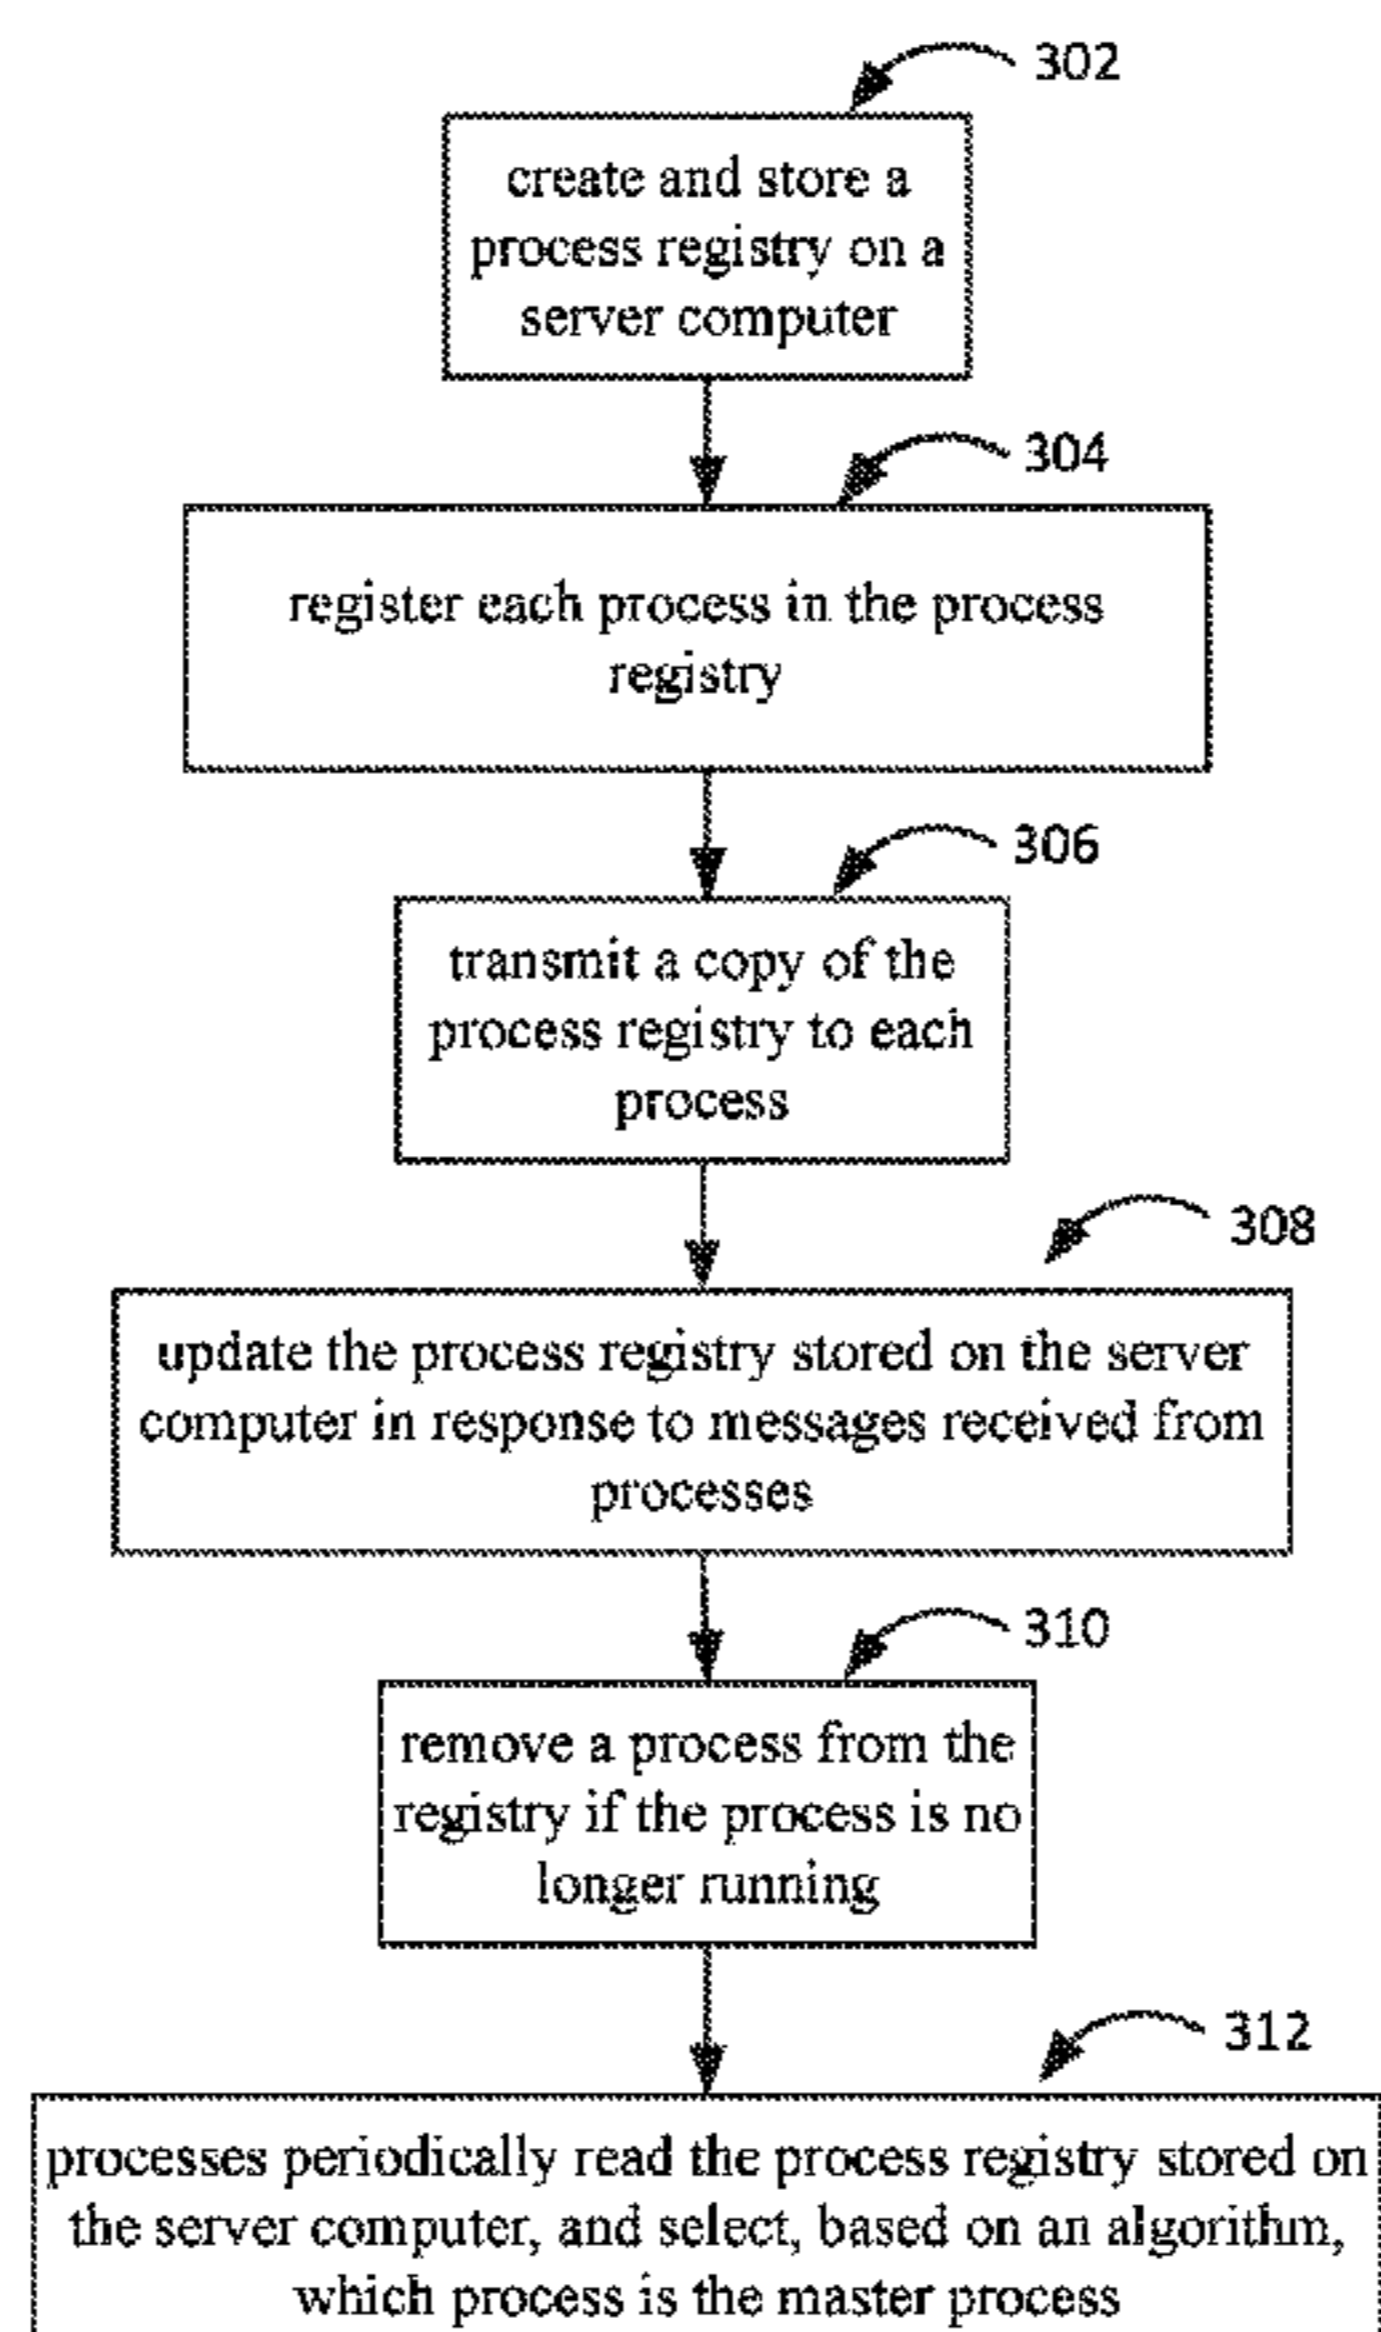 302
create and store a
process registry on a
server computer
304
register each process in the process
registry
306
transmit a copy of the
process registry to each
process
308
update the process registry stored on the server
computer in response to messages received from
processes
310
remove a process from the
registry if the process is no
longer running
312
processes periodically read the process registry stored on
the server computer, and select, based on an algorithm,
which process is the master process